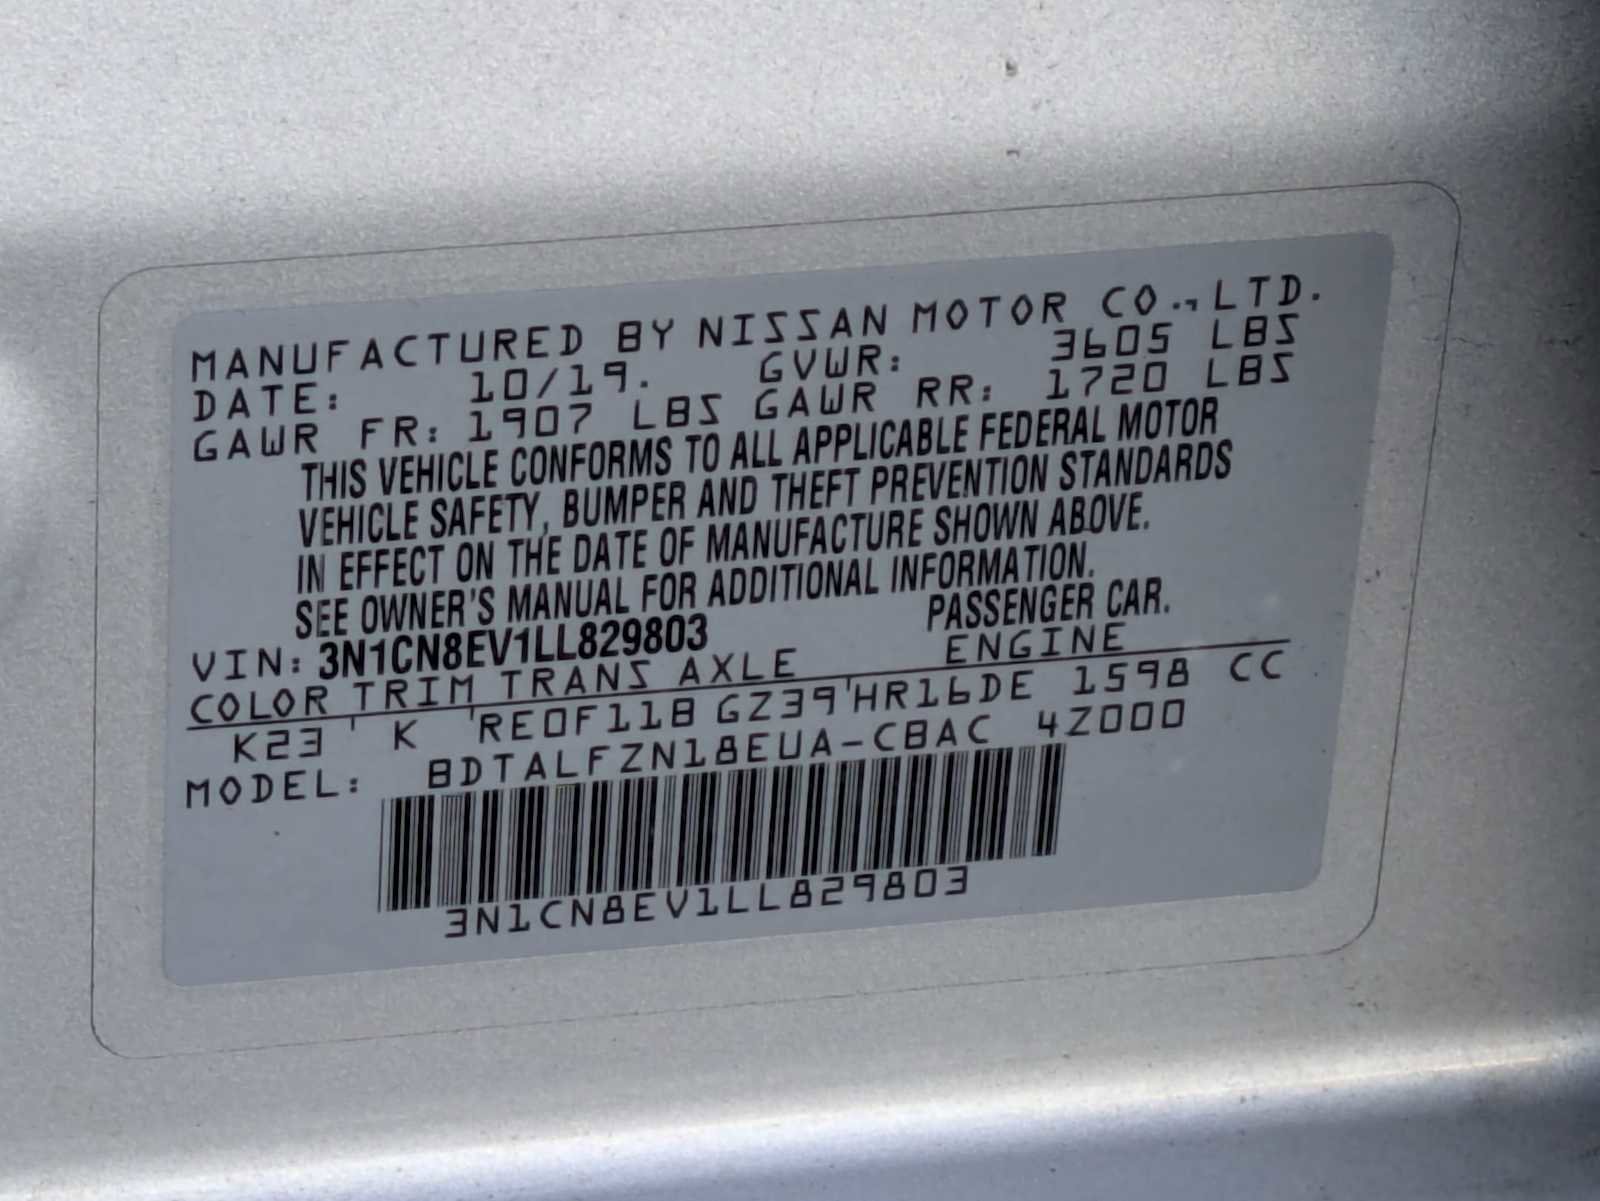 MANUFACTURED BY NISSAN MOTOR CO.,LTD.
DATE: 10/19. GVWR: 3605 LBS
GAWR FR: 1907 LBS GAWR RR: 1720 LBS
THIS VEHICLE CONFORMS TO ALL APPLICABLE FEDERAL MOTOR
VEHICLE SAFETY, BUMPER AND THEFT PREVENTION STANDARDS
IN EFFECT ON THE DATE OF MANUFACTURE SHOWN ABOVE.
SEE OWNER'S MANUAL FOR ADDITIONAL INFORMATION.
VIN: 3N1CN8EV1LL829803 PASSENGER CAR.
COLOR TRIM TRANS AXLE ENGINE
K23 ' K 'RE0F11B GZ39'HR16DE 1598 CC
MODEL: BDTALFZN18EUA-CBAC 4Z000
3N1CN8EV1LL829803